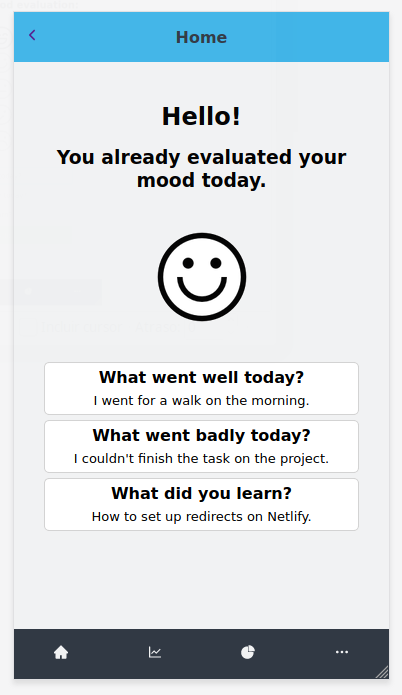 Home
Hello!
You already evaluated your
mood today.
What went well today?
I went for a walk on the morning.
What went badly today?
I couldn't finish the task on the project.
What did you learn?
How to set up redirects on Netlify.